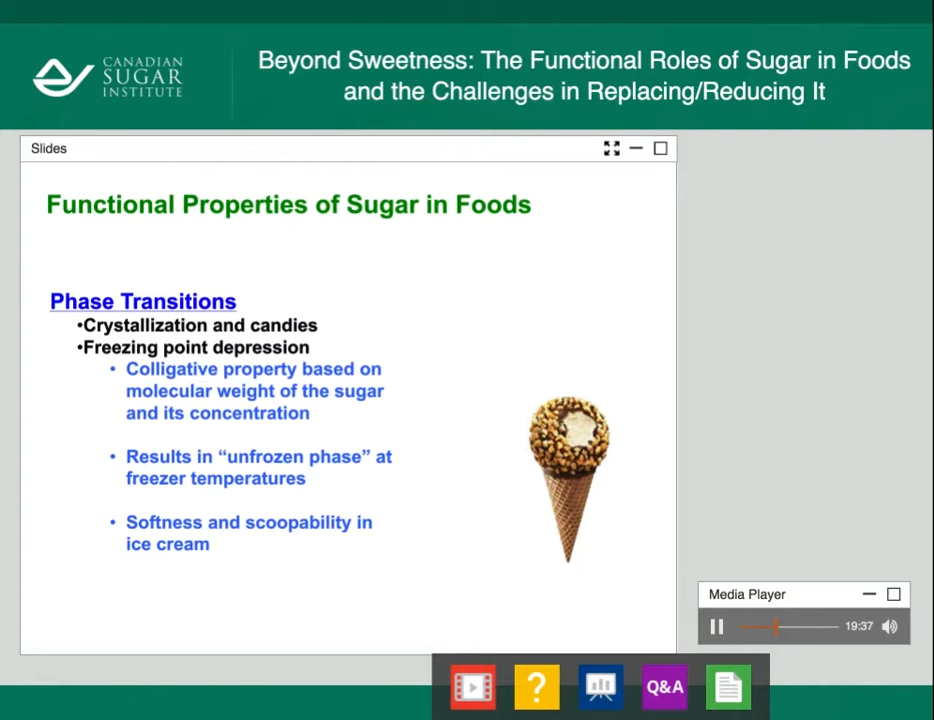 CANADIAN
SUGAR
INSTITUTE
Beyond Sweetness: The Functional Roles of Sugar in Foods
and the Challenges in Replacing/Reducing It
Slides
Functional Properties of Sugar in Foods
Phase Transitions
•Crystallization and candies
•Freezing point depression
• Colligative property based on
molecular weight of the sugar
and its concentration
• Results in “unfrozen phase” at
freezer temperatures
• Softness and scoopability in
ice cream
Media Player
19:37
?
Q&A